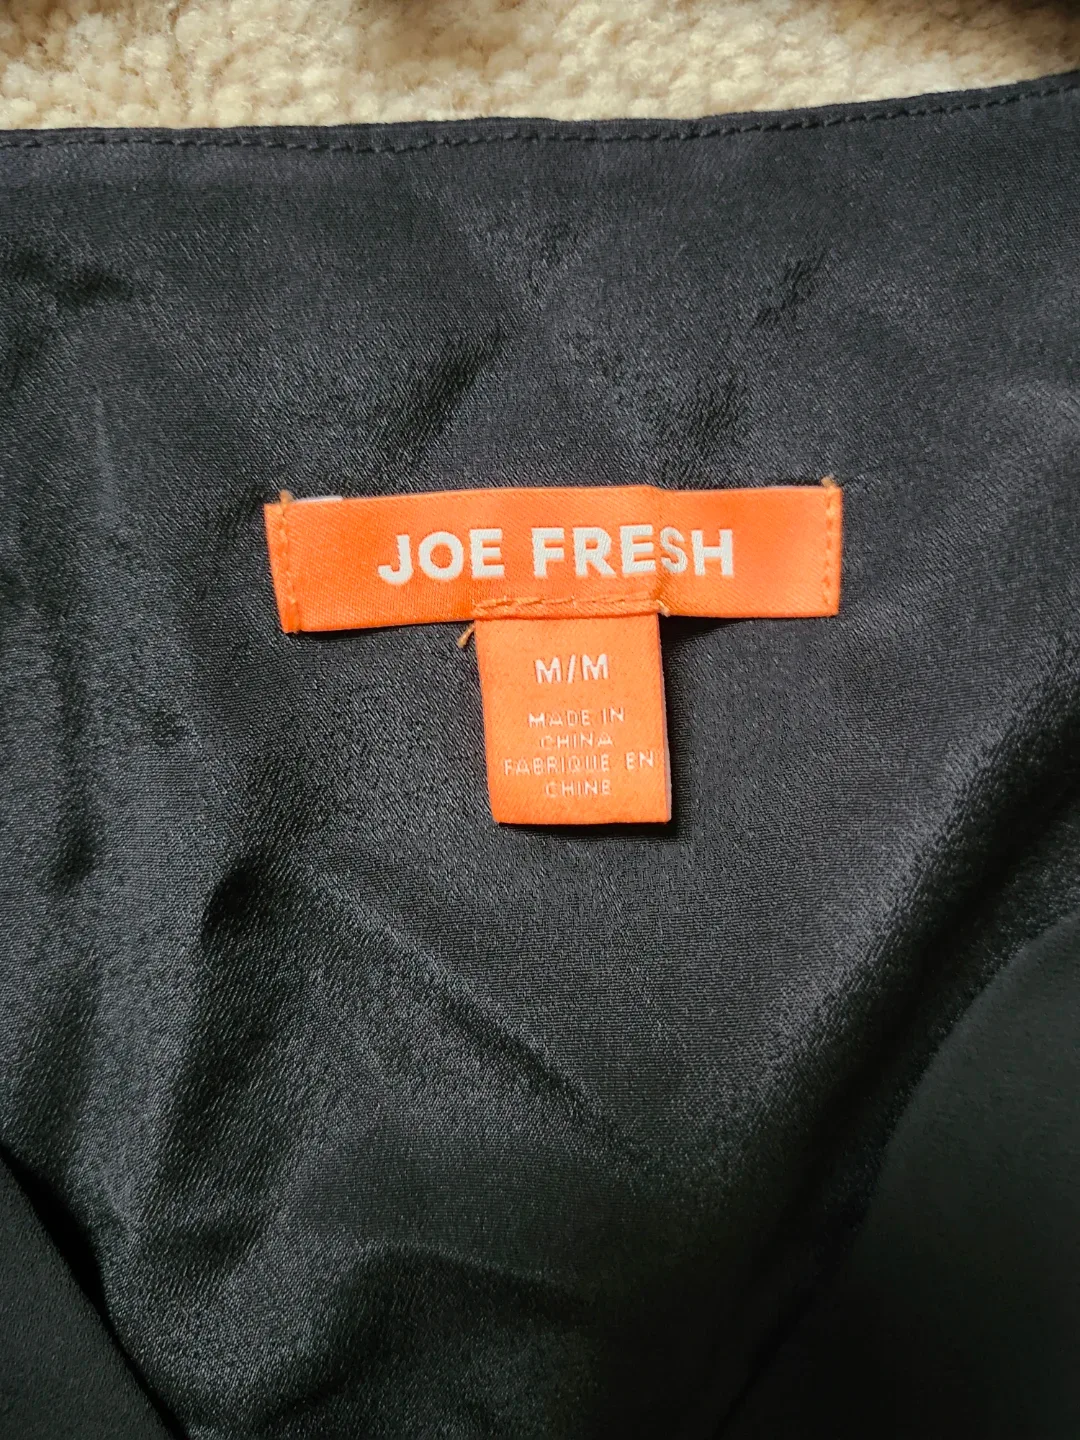 JOE FRESH
M/M
MADE IN
CHINA
FABRIQUE EN
CHINE